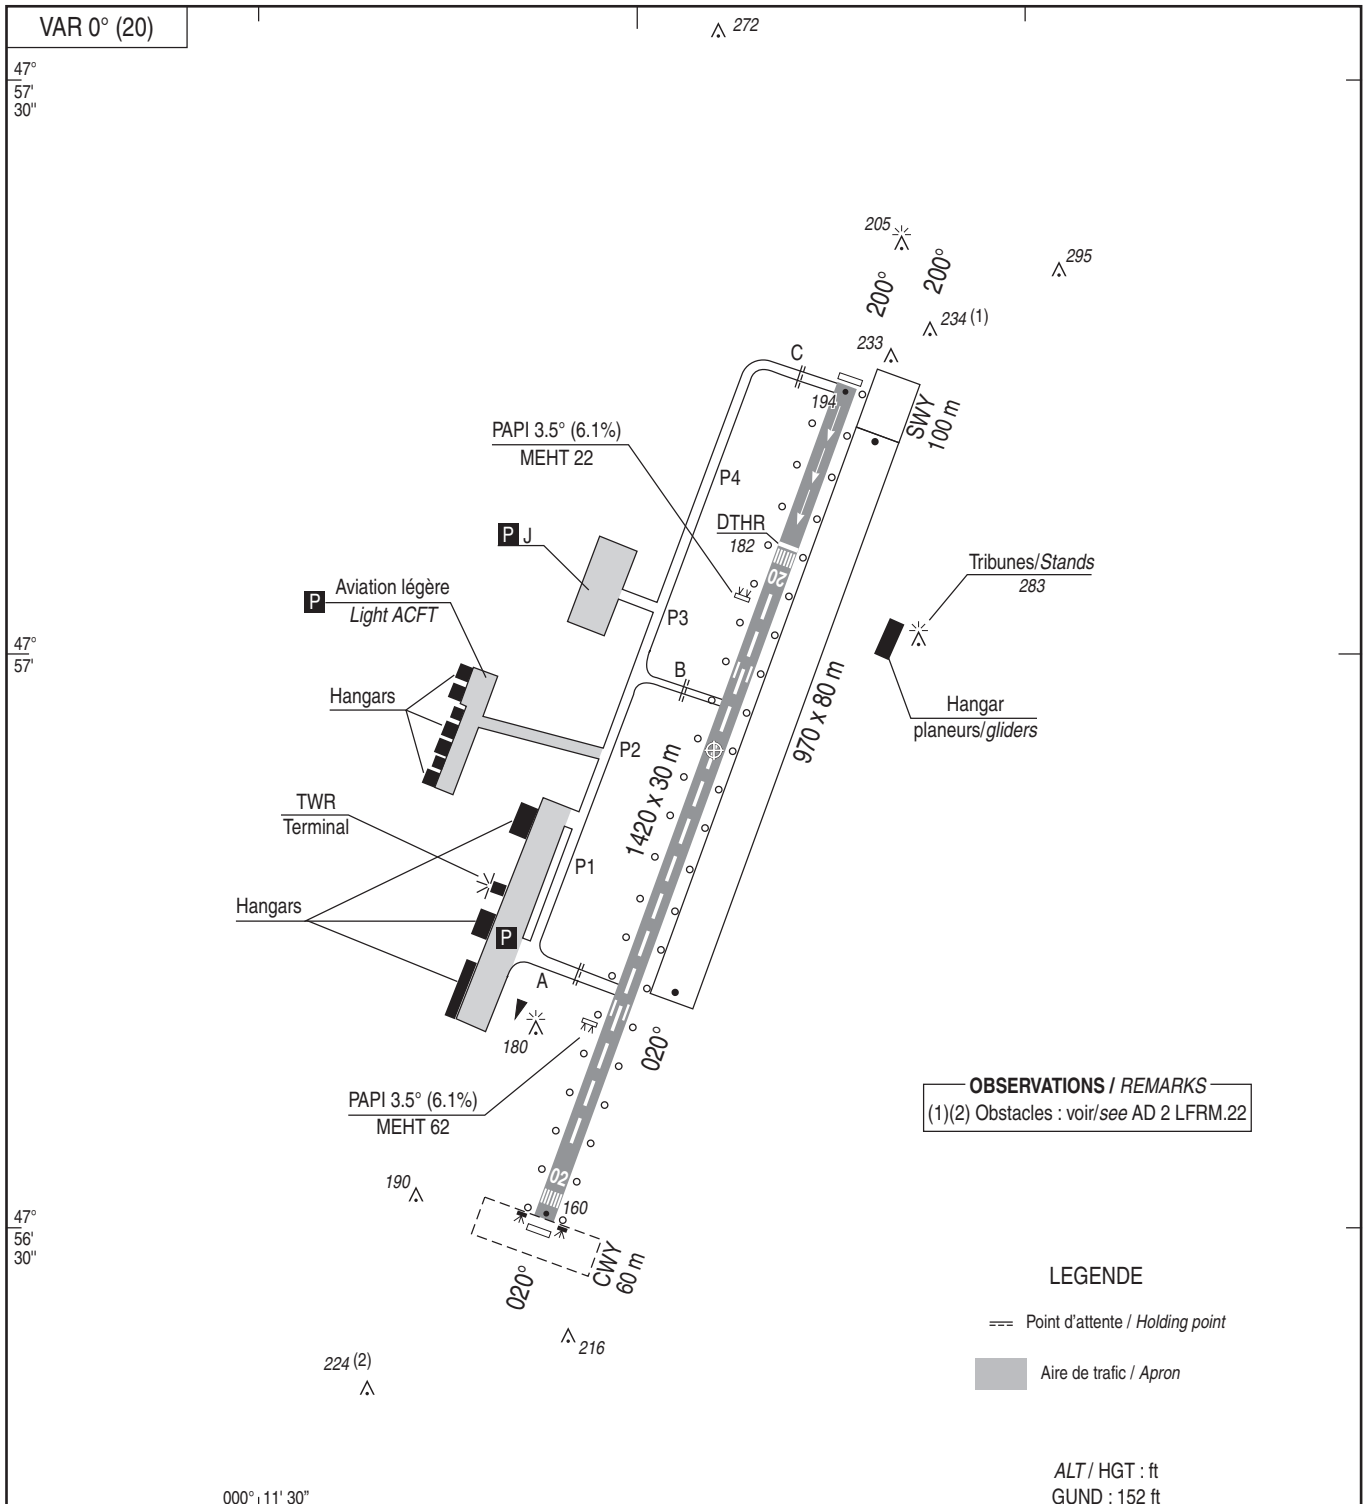 VAR 0° (20)
272
47°
57'
30"
205
200°
200°
295
234 (1)
233
C
194
SWY
100 m
PAPI 3.5° (6.1%)
MEHT 22
P4
P J
DTHR
182
20
Tribunes/Stands
283
P Aviation légère
Light ACFT
P3
47°
57'
B
Hangars
Hangar
planeurs/gliders
970 x 80 m
P2
1420 x 30 m
TWR
Terminal
P1
Hangars
P
A
180
020°
PAPI 3.5° (6.1%)
MEHT 62
OBSERVATIONS / REMARKS
(1)(2) Obstacles : voir/see AD 2 LFRM.22
190
02
160
47°
56'
30"
CWY
60 m
020°
LEGENDE
Point d'attente / Holding point
216
224 (2)
Aire de trafic / Apron
ALT / HGT : ft
GUND : 152 ft
000° 11' 30"